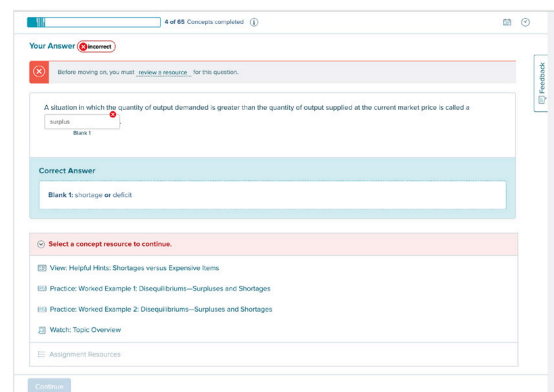 4 of 65 Concepts completed
Your Answer incorrect
Before moving on, you must review a resource for this question.
A situation in which the quantity of output demanded is greater than the quantity of output supplied at the current market price is called a
surplus .
Blank 1
Correct Answer
Blank 1: shortage or deficit
Select a concept resource to continue.
View: Helpful Hints: Shortages versus Expensive Items
Practice: Worked Example 1: Disequilibriums—Surpluses and Shortages
Practice: Worked Example 2: Disequilibriums—Surpluses and Shortages
Watch: Topic Overview
Assignment Resources
Continue
Feedback